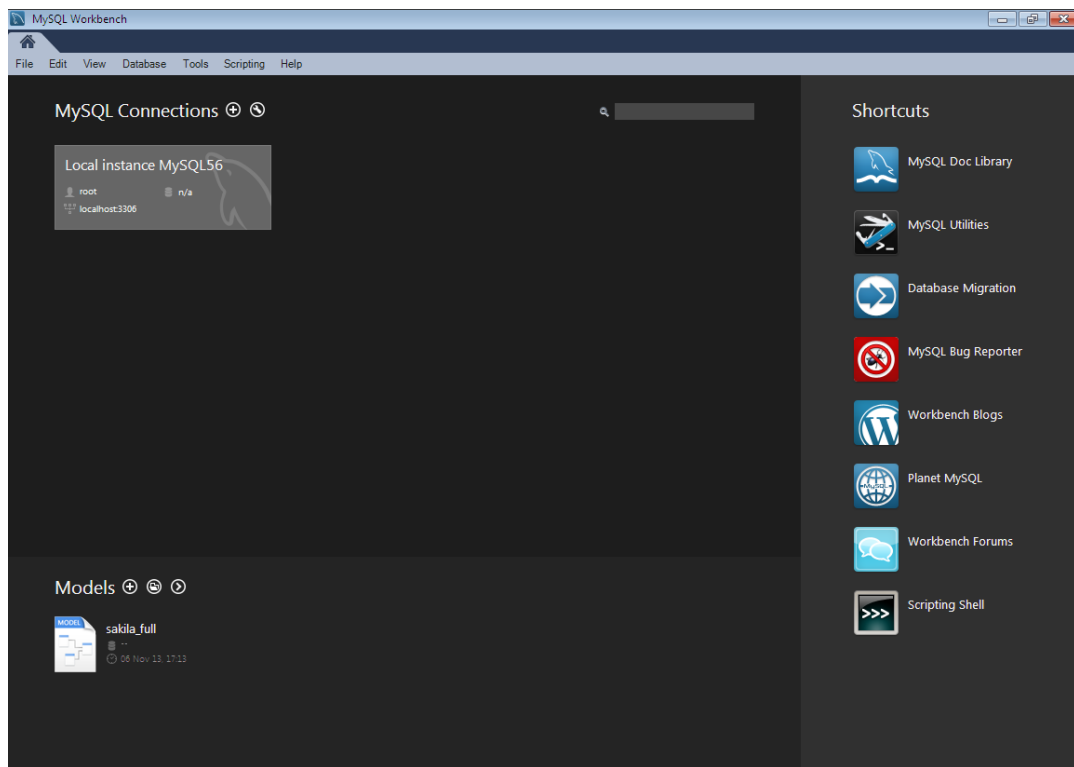 MySQL Workbench
File Edit View Database Tools Scripting Help
MySQL Connections
Local instance MySQL56
root n/a
localhost:3306
Models
MODEL
sakila_full
--
06 Nov 13, 17:13
Shortcuts
MySQL Doc Library
MySQL Utilities
Database Migration
MySQL Bug Reporter
Workbench Blogs
MySQL
Planet MySQL
Workbench Forums
>>>
Scripting Shell